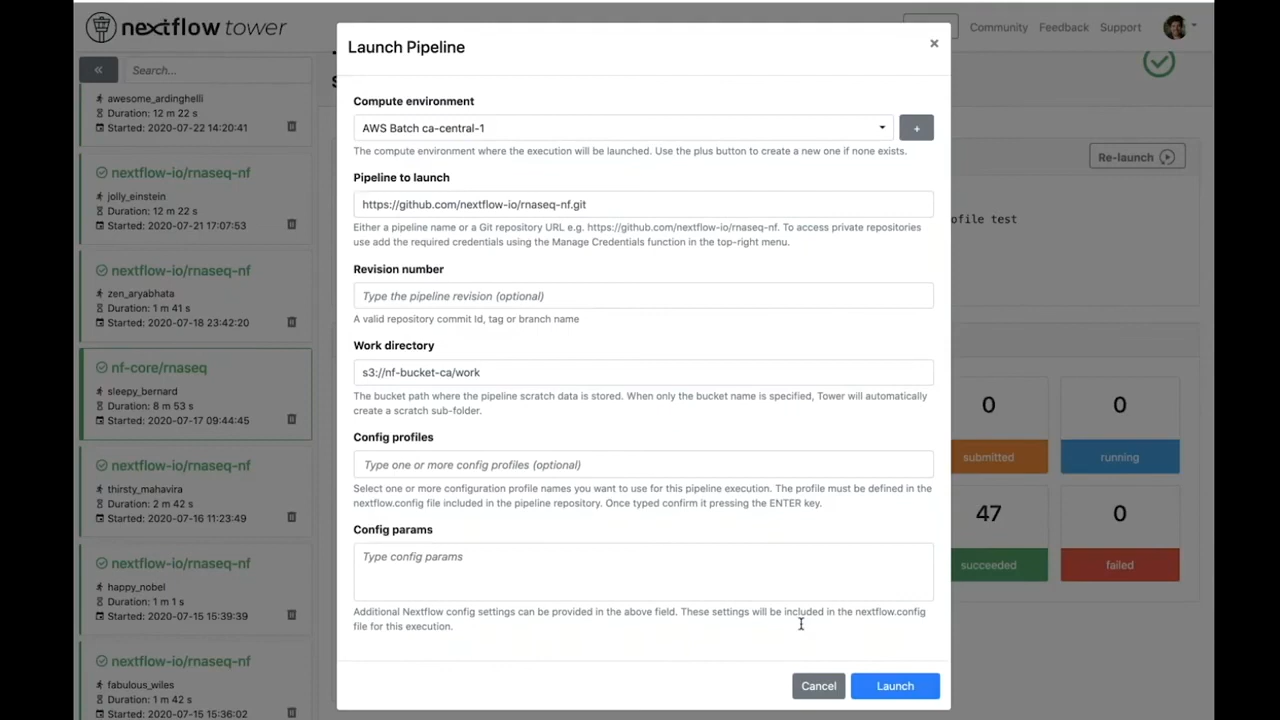 nextflow tower
Community
Feedback
Support
«
Search...
awesome_ardinghelli
Duration: 12 m 22 s
Started: 2020-07-22 14:20:41
nextflow-io/rnaseq-nf
jolly_einstein
Duration: 12 m 22 s
Started: 2020-07-21 17:07:53
nextflow-io/rnaseq-nf
zen_aryabhata
Duration: 1 m 41 s
Started: 2020-07-18 23:42:20
nf-core/rnaseq
sleepy_bernard
Duration: 8 m 53 s
Started: 2020-07-17 09:44:45
nextflow-io/rnaseq-nf
thirsty_mahavira
Duration: 2 m 42 s
Started: 2020-07-16 11:23:49
nextflow-io/rnaseq-nf
happy_nobel
Duration: 1 m 1 s
Started: 2020-07-15 15:39:39
nextflow-io/rnaseq-nf
fabulous_wiles
Duration: 1 m 42 s
Started: 2020-07-15 15:36:02
Launch Pipeline
×
Compute environment
AWS Batch ca-central-1
+
The compute environment where the execution will be launched. Use the plus button to create a new one if none exists.
Pipeline to launch
https://github.com/nextflow-io/rnaseq-nf.git
Either a pipeline name or a Git repository URL e.g. https://github.com/nextflow-io/rnaseq-nf. To access private repositories
use add the required credentials using the Manage Credentials function in the top-right menu.
Revision number
Type the pipeline revision (optional)
A valid repository commit Id, tag or branch name
Work directory
s3://nf-bucket-ca/work
The bucket path where the pipeline scratch data is stored. When only the bucket name is specified, Tower will automatically
create a scratch sub-folder.
Config profiles
Type one or more config profiles (optional)
Select one or more configuration profile names you want to use for this pipeline execution. The profile must be defined in the
nextflow.config file included in the pipeline repository. Once typed confirm it pressing the ENTER key.
Config params
Type config params
Additional Nextflow config settings can be provided in the above field. These settings will be included in the nextflow.config
file for this execution.
Cancel
Launch
Re-launch
ofile test
0
submitted
0
running
47
succeeded
0
failed